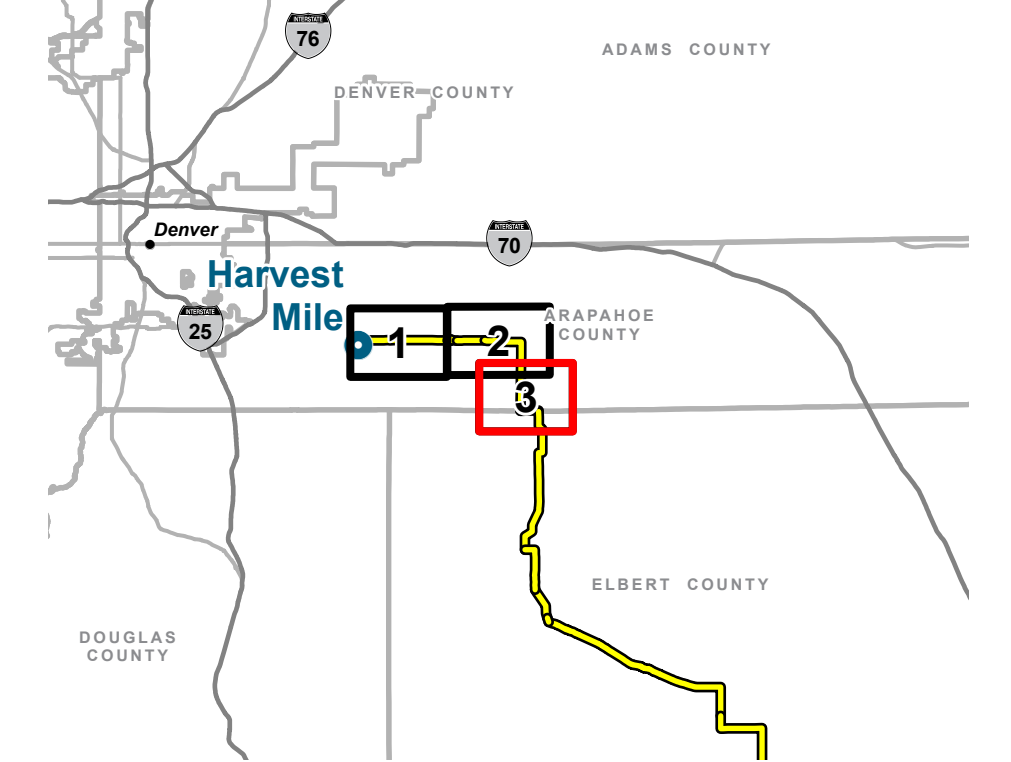 INTERSTATE
76
ADAMS COUNTY
DENVER COUNTY
Denver
INTERSTATE
70
Harvest
Mile
INTERSTATE
25
1
2
ARAPAHOE
COUNTY
3
ELBERT COUNTY
DOUGLAS
COUNTY